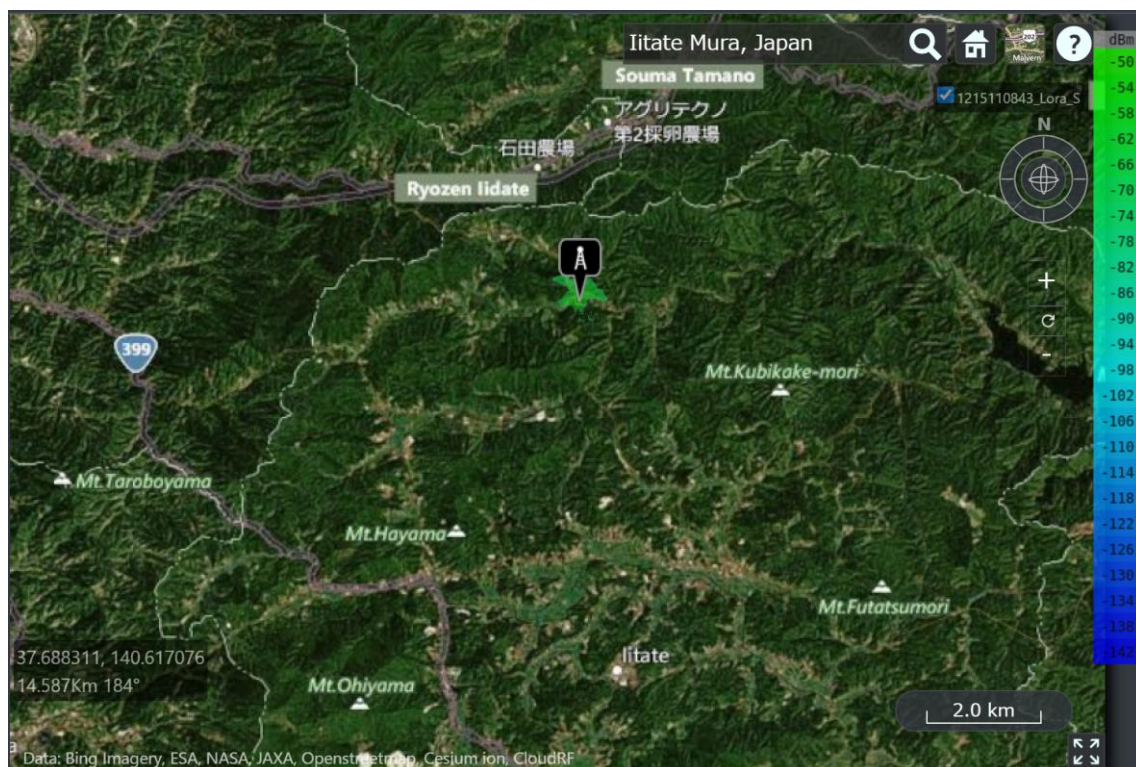 Iitate Mura, Japan
202
Malvern
?
dBm
Souma Tamano
1215110843_Lora_S
アグリテクノ
第2採卵農場
石田農場
Ryozen Iidate
N
+
-
399
Mt.Kubikake-mori
Mt.Taroboyama
Mt.Hayama
Mt.Futatsumori
Iitate
Mt.Ohiyama
37.688311, 140.617076
14.587Km 184°
2.0 km
Data: Bing Imagery, ESA, NASA, JAXA, Openstreetmap, Cesium ion, CloudRF
-50
-54
-58
-62
-66
-70
-74
-78
-82
-86
-90
-94
-98
-102
-106
-110
-114
-118
-122
-126
-130
-134
-138
-142